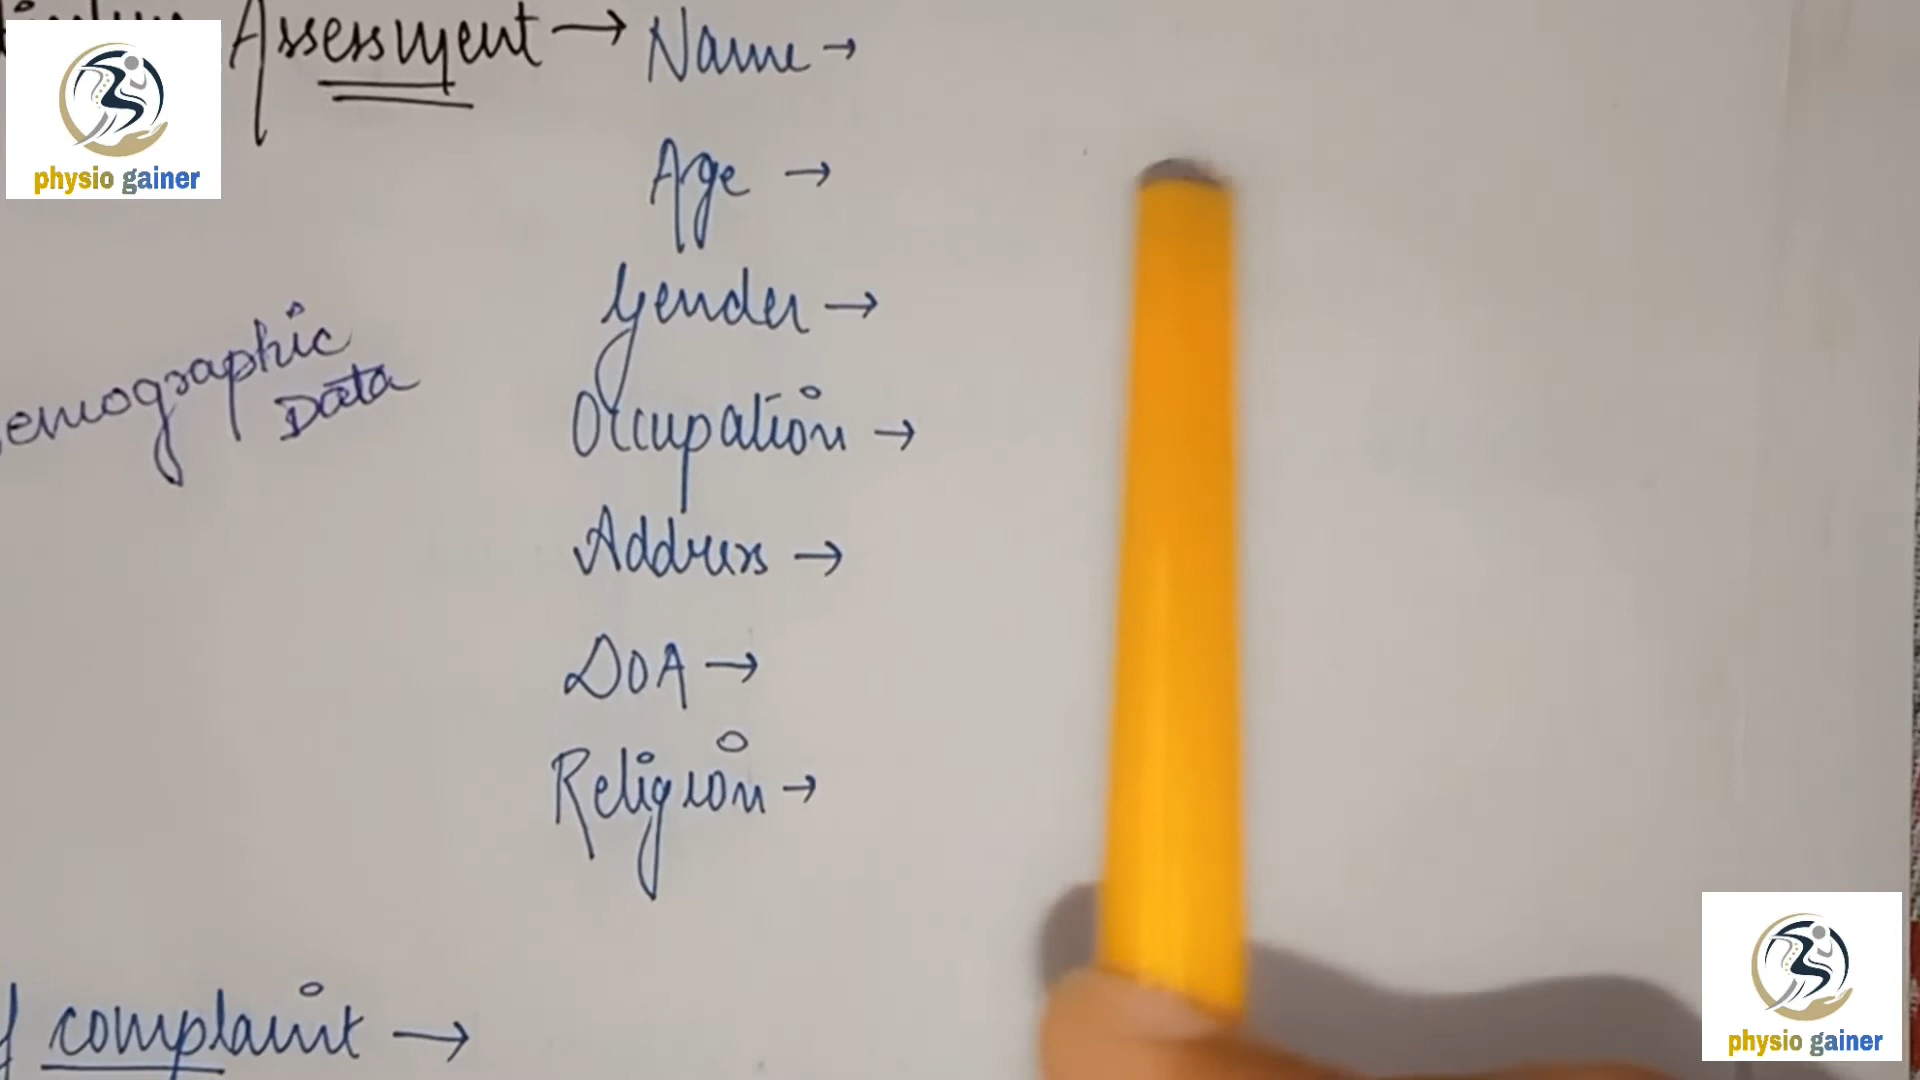 Assessment → Name →
Age →
Gender →
Demographic
Data
Occupation →
Address →
DOA →
Religion →
complaint →
physio gainer
physio gainer